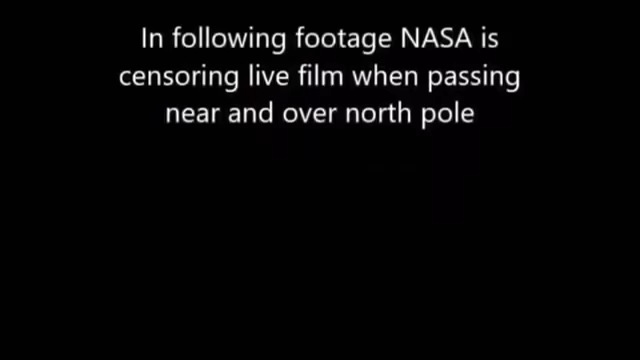 In following footage NASA is
censoring live film when passing
near and over north pole